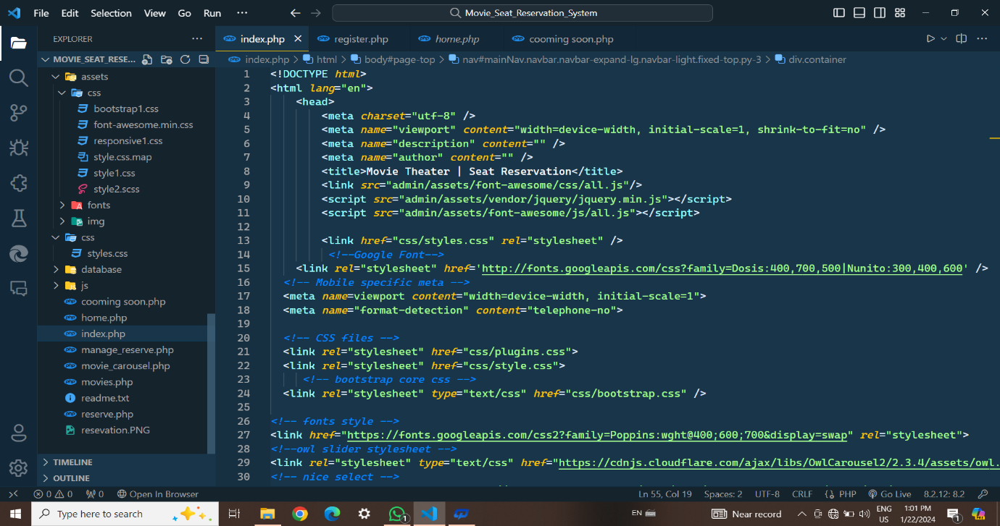 File Edit Selection View Go Run ··· Movie_Seat_Reservation_System
EXPLORER ···
index.php register.php home.php cooming soon.php
MOVIE_SEAT_RESE...
index.php > html > body#page-top > nav#mainNav.navbar.navbar-expand-lg.navbar-light.fixed-top.py-3 > div.container
assets
css
bootstrap1.css
font-awesome.min.css
responsive1.css
style.css.map
style1.css
style2.scss
fonts
img
css
styles.css
database
js
cooming soon.php
home.php
index.php
manage_reserve.php
movie_carousel.php
movies.php
readme.txt
reserve.php
resevation.PNG
TIMELINE
OUTLINE
1 <!DOCTYPE html>
2 <html lang="en">
3 <head>
4 <meta charset="utf-8" />
5 <meta name="viewport" content="width=device-width, initial-scale=1, shrink-to-fit=no" />
6 <meta name="description" content="" />
7 <meta name="author" content="" />
8 <title>Movie Theater | Seat Reservation</title>
9 <link src="admin/assets/font-awesome/css/all.js"/>
10 <script src="admin/assets/vendor/jquery/jquery.min.js"></script>
11 <script src="admin/assets/font-awesome/js/all.js"></script>
12
13 <link href="css/styles.css" rel="stylesheet" />
14 <!--Google Font-->
15 <link rel="stylesheet" href='http://fonts.googleapis.com/css?family=Dosis:400,700,500|Nunito:300,400,600' />
16 <!-- Mobile specific meta -->
17 <meta name=viewport content="width=device-width, initial-scale=1">
18 <meta name="format-detection" content="telephone-no">
19
20 <!-- CSS files -->
21 <link rel="stylesheet" href="css/plugins.css">
22 <link rel="stylesheet" href="css/style.css">
23 <!-- bootstrap core css -->
24 <link rel="stylesheet" type="text/css" href="css/bootstrap.css" />
25
26 <!-- fonts style -->
27 <link href="https://fonts.googleapis.com/css2?family=Poppins:wght@400;600;700&display=swap" rel="stylesheet">
28 <!--owl slider stylesheet -->
29 <link rel="stylesheet" type="text/css" href="https://cdnjs.cloudflare.com/ajax/libs/OwlCarousel2/2.3.4/assets/owl.
30 <!-- nice select -->
0 0 0 Open In Browser Ln 55, Col 19 Spaces: 2 UTF-8 CRLF PHP Go Live 8.2.12: 8.2
Type here to search 1 EN Near record ENG US 1:01 PM 1/22/2024 1